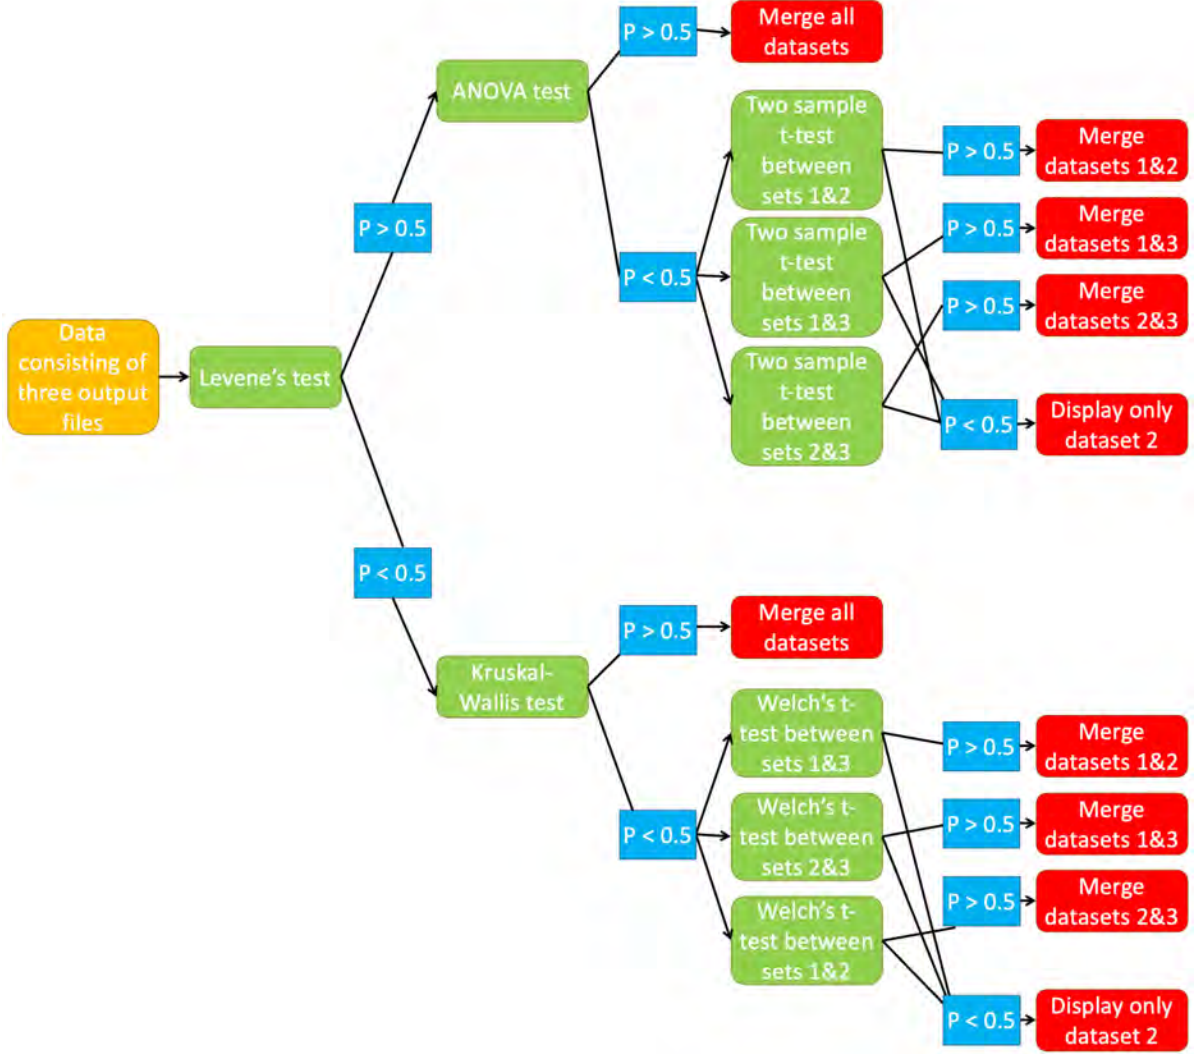 Data
consisting of
three output
files
Levene's test
P > 0.5
ANOVA test
P > 0.5
Merge all
datasets
P < 0.5
Two sample
t-test
between
sets 1&2
Two sample
t-test
between
sets 1&3
Two sample
t-test
between
sets 2&3
P > 0.5
Merge
datasets 1&2
P > 0.5
Merge
datasets 1&3
P > 0.5
Merge
datasets 2&3
P < 0.5
Display only
dataset 2
P < 0.5
Kruskal-
Wallis test
P > 0.5
Merge all
datasets
P < 0.5
Welch's t-
test between
sets 1&3
Welch's t-
test between
sets 2&3
Welch's t-
test between
sets 1&2
P > 0.5
Merge
datasets 1&2
P > 0.5
Merge
datasets 1&3
P > 0.5
Merge
datasets 2&3
P < 0.5
Display only
dataset 2